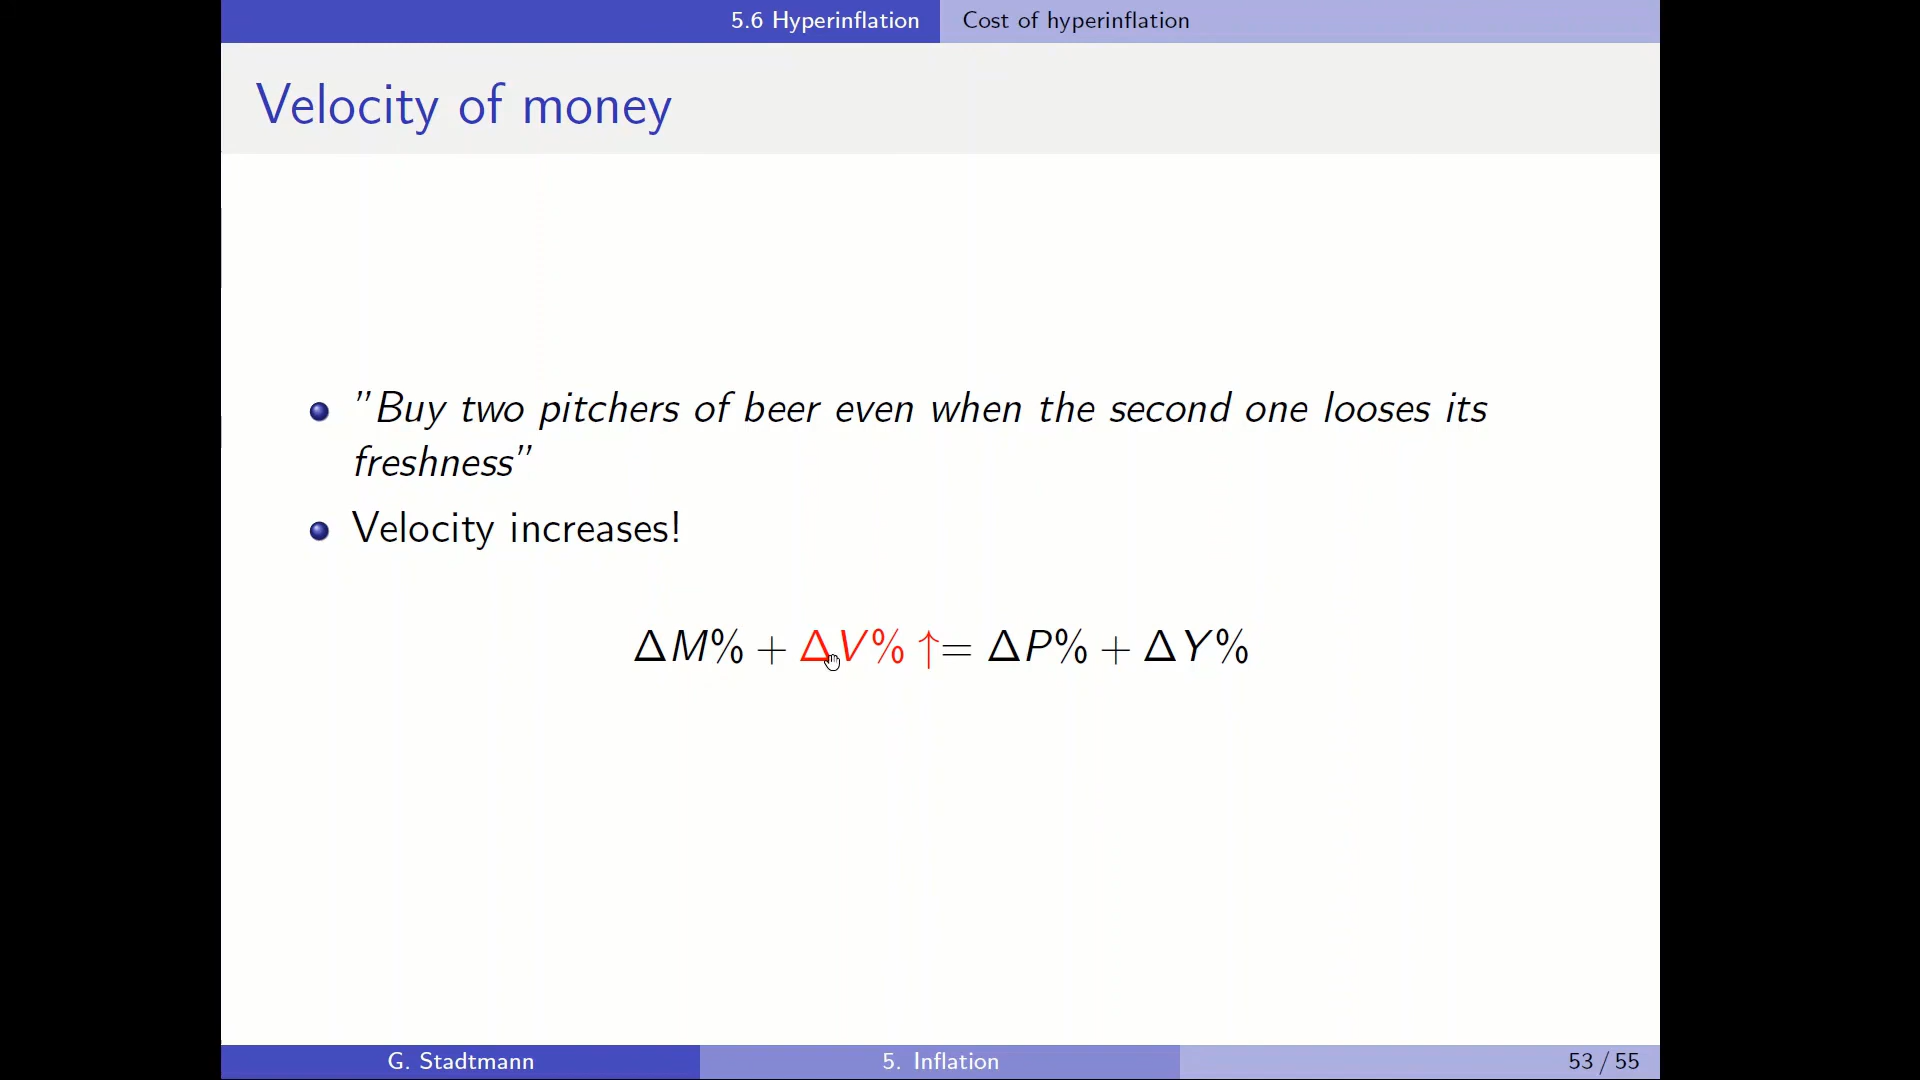 5.6 Hyperinflation Cost of hyperinflation
Velocity of money
”Buy two pitchers of beer even when the second one looses its
freshness”
Velocity increases!
ΔM% + ΔV% ↑= ΔP% + ΔY%
G. Stadtmann 5. Inflation 53 / 55